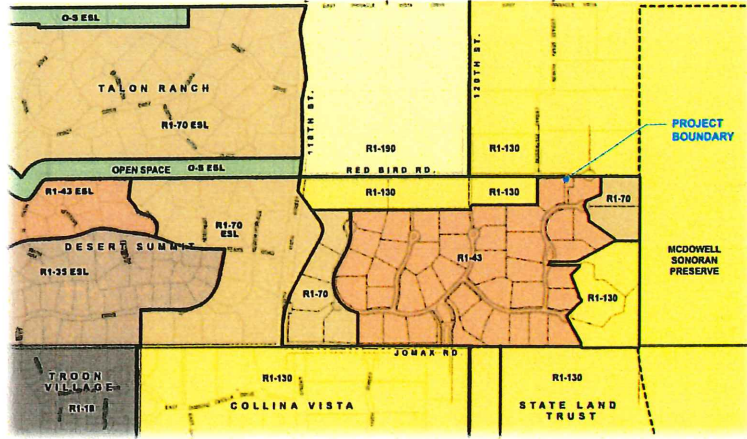 O-S ESL
TALON RANCH
R1-70 ESL
118TH ST.
120TH ST.
R1-190
R1-130
PROJECT
BOUNDARY
OPEN SPACE
O-S ESL
RED BIRD RD.
R1-43 ESL
R1-130
R1-130
R1-70
R1-70
ESL
DESERT SUMMIT
R1-35 ESL
R1-43
MCDOWELL
SONORAN
PRESERVE
R1-70
R1-130
JOMAX RD
TROON
VILLAGE
R1-18
R1-130
COLLINA VISTA
R1-130
STATE LAND
TRUST